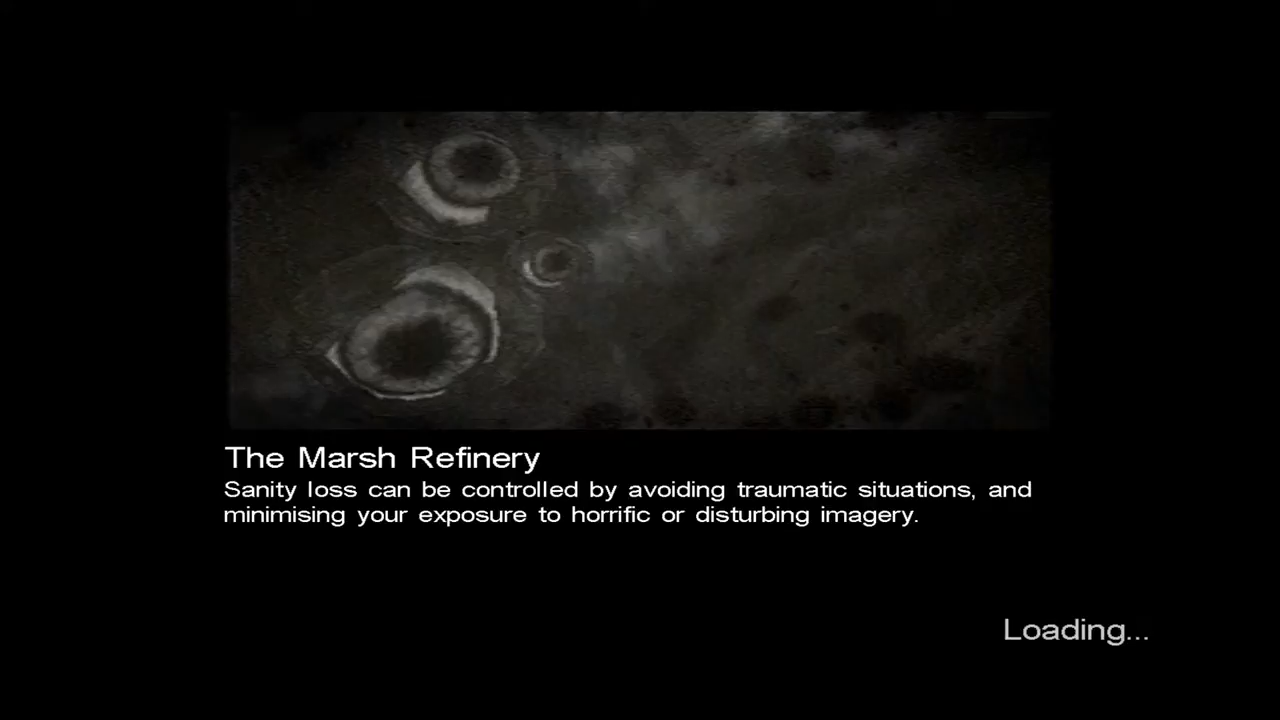 The Marsh Refinery
Sanity loss can be controlled by avoiding traumatic situations, and
minimising your exposure to horrific or disturbing imagery.
Loading...